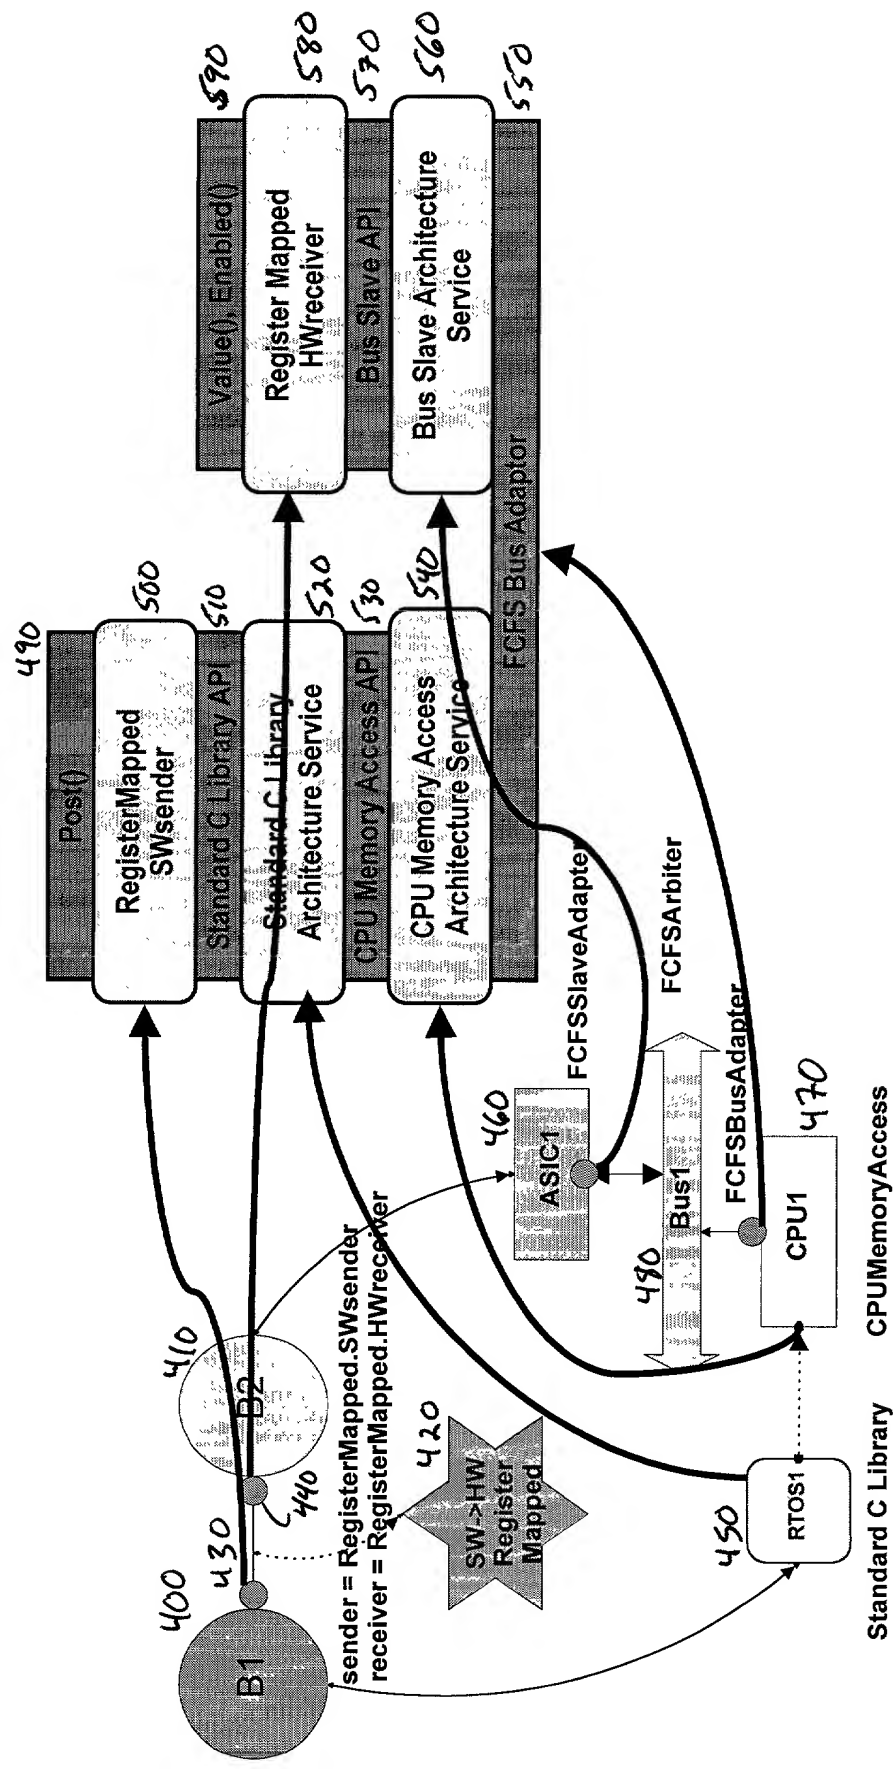 490
Post()
RegisterMapped
SWsender
500
Standard C Library API
510
Standard C Library
Architecture Service
520
CPU Memory Access API
530
CPU Memory Access
Architecture Service
540
590
Value(), Enabled()
Register Mapped
HWreceiver
580
Bus Slave API
570
Bus Slave Architecture
Service
560
FCFS Bus Adaptor
550
400
B1
430
440
410
B2
sender = RegisterMapped.SWsender
receiver = RegisterMapped.HWreceiver
420
SW->HW
Register
Mapped
460
ASIC1
FCFSSlaveAdapter
480
Bus1
FCFSArbiter
FCFSBusAdapter
450
RTOS1
CPU1
470
Standard C Library
CPUMemoryAccess